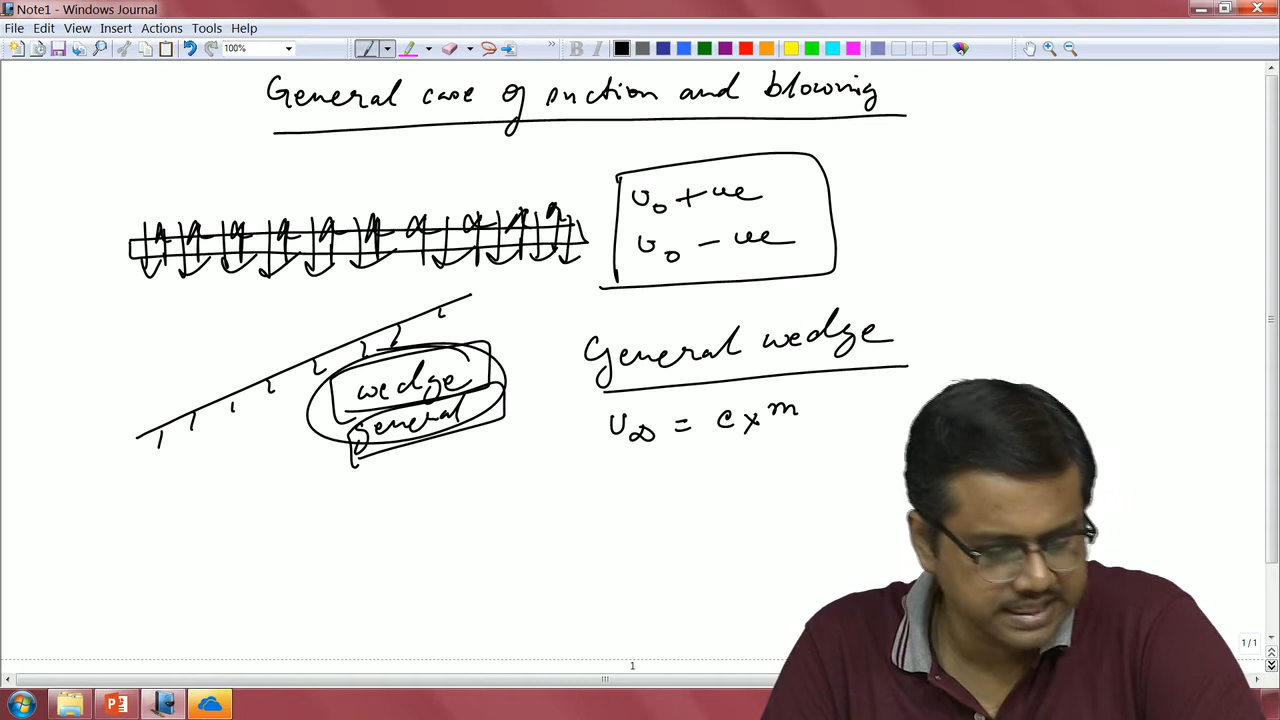 Note1 - Windows Journal
File Edit View Insert Actions Tools Help
100%
General case of suction and blowing
v₀ +ve
v₀ -ve
General wedge
wedge
general
U∞ = cx^m
1/1
1